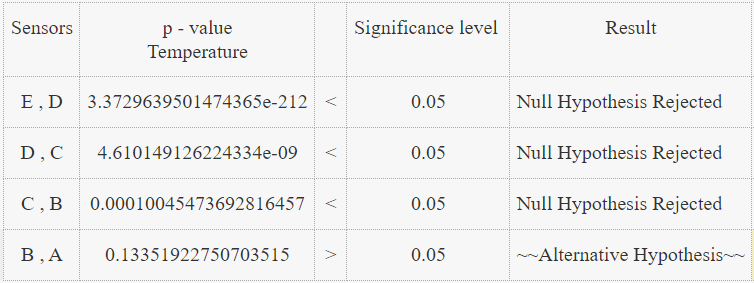 Sensors p - value Significance level Result
Temperature
E , D 3.3729639501474365e-212 < 0.05 Null Hypothesis Rejected
D , C 4.610149126224334e-09 < 0.05 Null Hypothesis Rejected
C , B 0.00010045473692816457 < 0.05 Null Hypothesis Rejected
B , A 0.13351922750703515 > 0.05 ~~Alternative Hypothesis~~